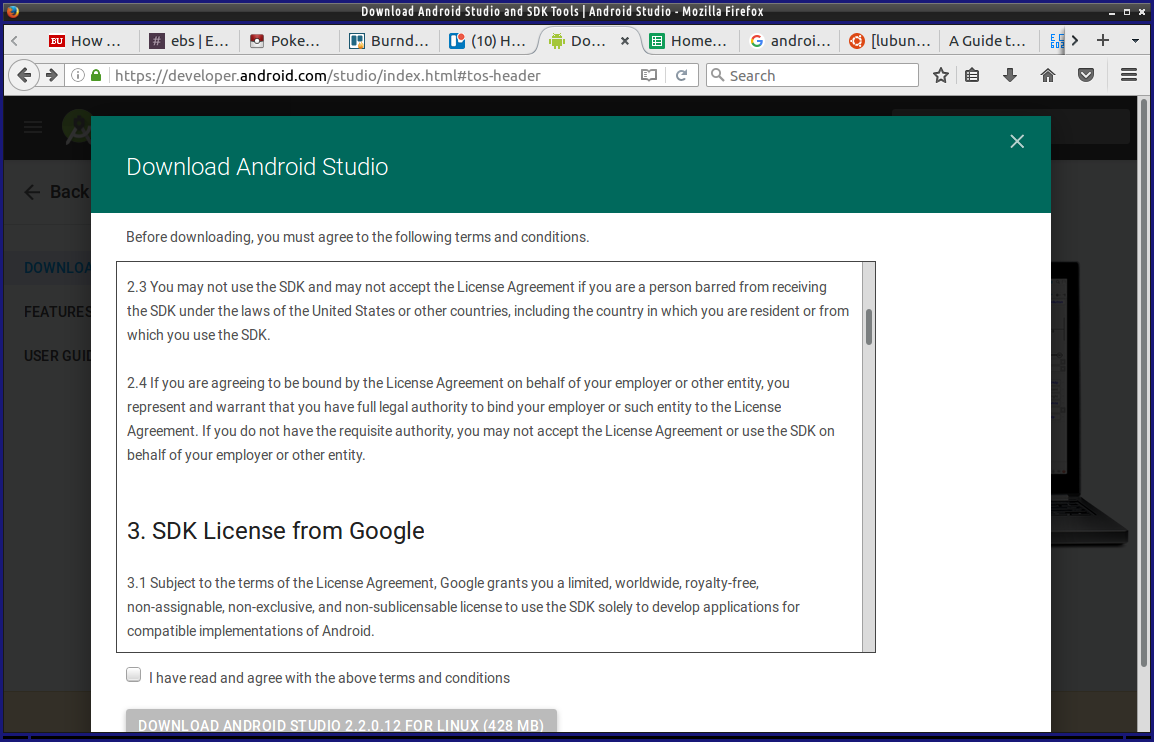 Download Android Studio and SDK Tools | Android Studio - Mozilla Firefox
BU How ...
# ebs | E...
Poke...
Burnd...
(10) H...
Do...
Home...
G androi...
[lubun...
A Guide t...
https://developer.android.com/studio/index.html#tos-header
Search
Download Android Studio
Back
DOWNLOA
FEATURES
USER GUID
Before downloading, you must agree to the following terms and conditions.
2.3 You may not use the SDK and may not accept the License Agreement if you are a person barred from receiving
the SDK under the laws of the United States or other countries, including the country in which you are resident or from
which you use the SDK.
2.4 If you are agreeing to be bound by the License Agreement on behalf of your employer or other entity, you
represent and warrant that you have full legal authority to bind your employer or such entity to the License
Agreement. If you do not have the requisite authority, you may not accept the License Agreement or use the SDK on
behalf of your employer or other entity.
3. SDK License from Google
3.1 Subject to the terms of the License Agreement, Google grants you a limited, worldwide, royalty-free,
non-assignable, non-exclusive, and non-sublicensable license to use the SDK solely to develop applications for
compatible implementations of Android.
I have read and agree with the above terms and conditions
DOWNLOAD ANDROID STUDIO 2.2.0.12 FOR LINUX (428 MB)